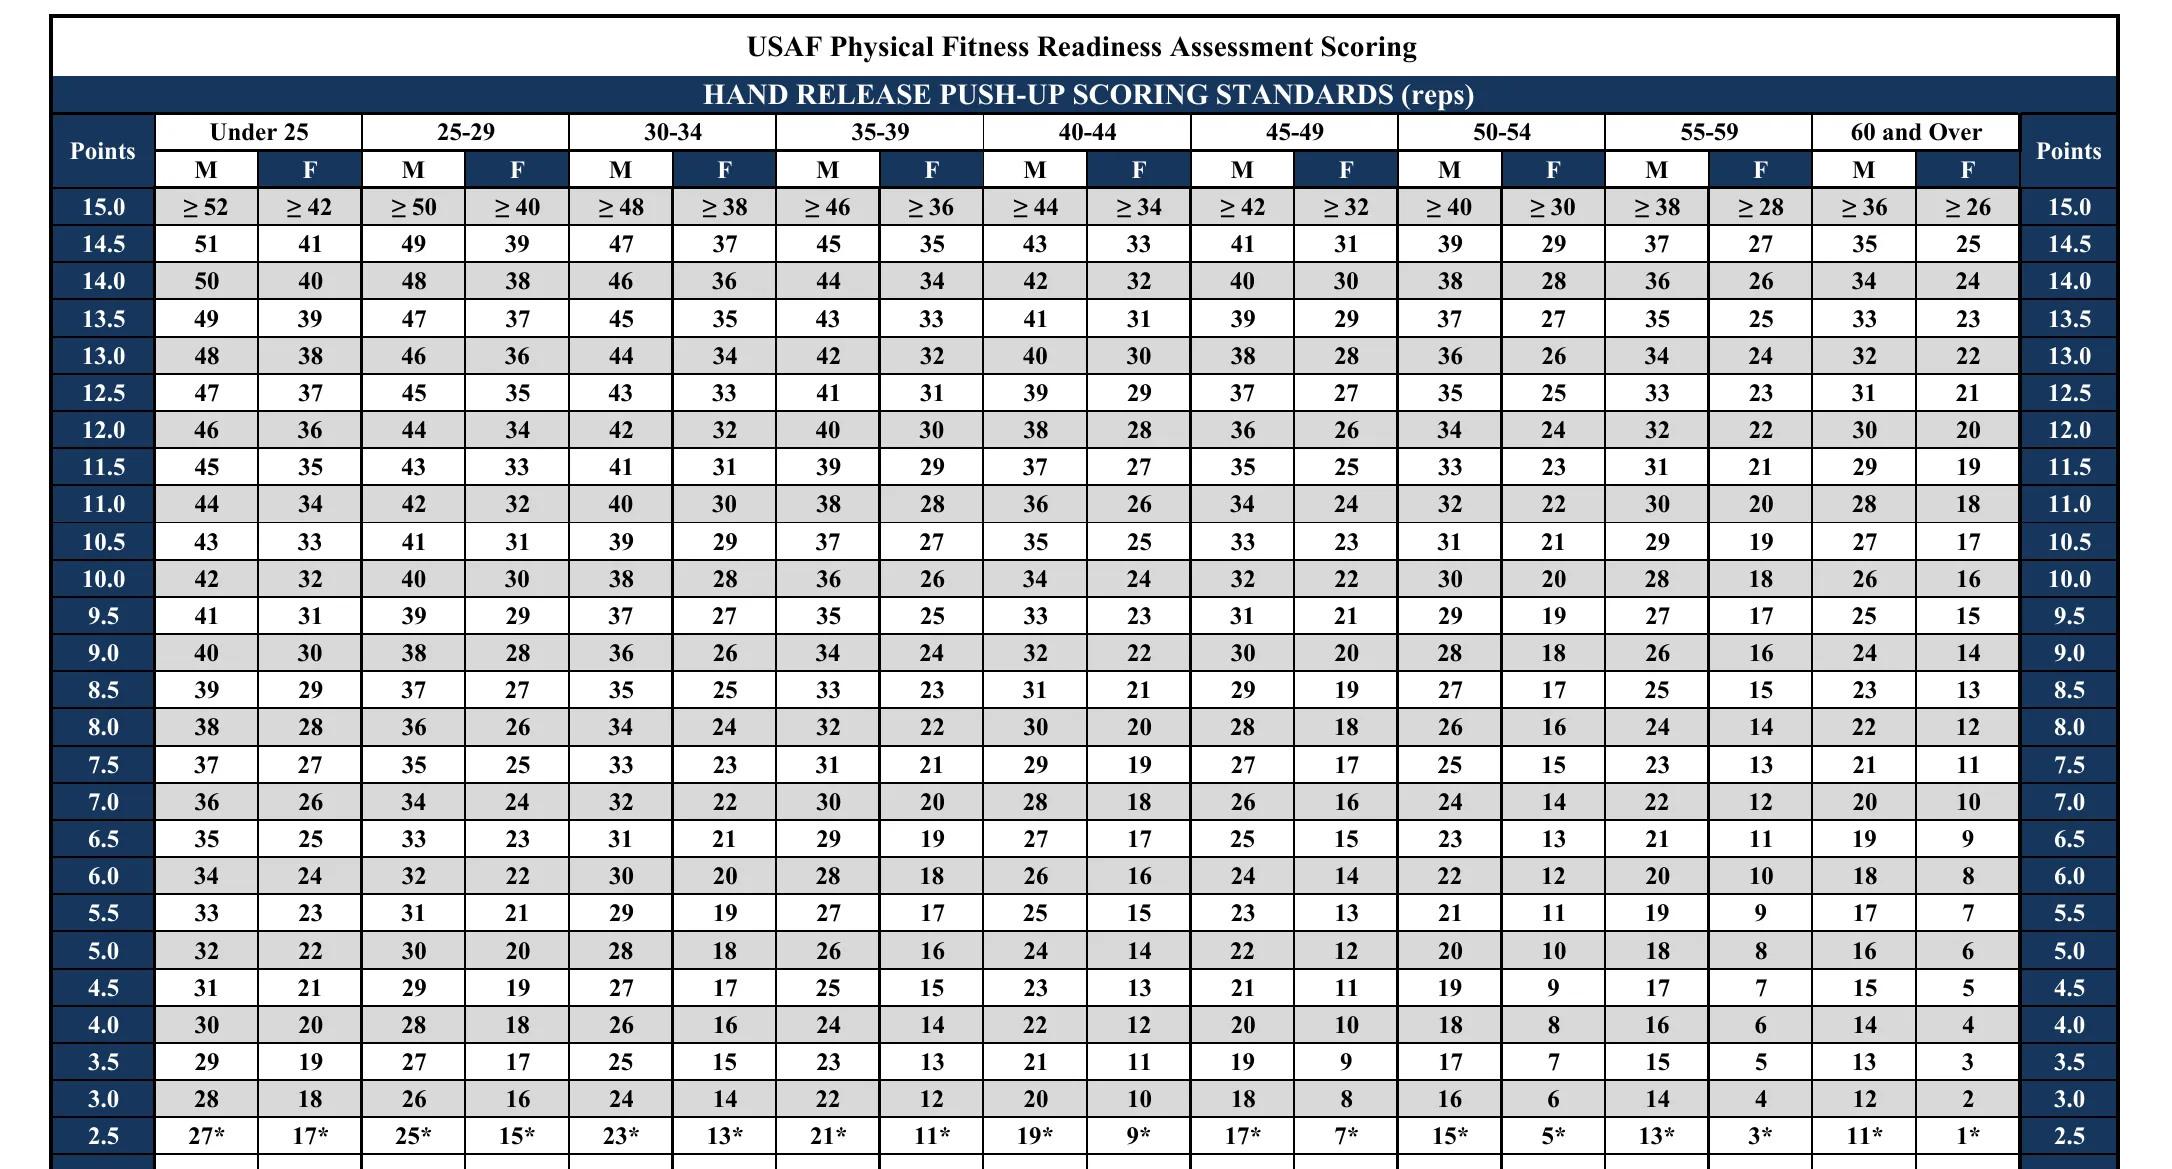 USAF Physical Fitness Readiness Assessment Scoring
HAND RELEASE PUSH-UP SCORING STANDARDS (reps)
Points Under 25 25-29 30-34 35-39 40-44 45-49 50-54 55-59 60 and Over Points
M F M F M F M F M F M F M F M F M F
15.0 ≥ 52 ≥ 42 ≥ 50 ≥ 40 ≥ 48 ≥ 38 ≥ 46 ≥ 36 ≥ 44 ≥ 34 ≥ 42 ≥ 32 ≥ 40 ≥ 30 ≥ 38 ≥ 28 ≥ 36 ≥ 26 15.0
14.5 51 41 49 39 47 37 45 35 43 33 41 31 39 29 37 27 35 25 14.5
14.0 50 40 48 38 46 36 44 34 42 32 40 30 38 28 36 26 34 24 14.0
13.5 49 39 47 37 45 35 43 33 41 31 39 29 37 27 35 25 33 23 13.5
13.0 48 38 46 36 44 34 42 32 40 30 38 28 36 26 34 24 32 22 13.0
12.5 47 37 45 35 43 33 41 31 39 29 37 27 35 25 33 23 31 21 12.5
12.0 46 36 44 34 42 32 40 30 38 28 36 26 34 24 32 22 30 20 12.0
11.5 45 35 43 33 41 31 39 29 37 27 35 25 33 23 31 21 29 19 11.5
11.0 44 34 42 32 40 30 38 28 36 26 34 24 32 22 30 20 28 18 11.0
10.5 43 33 41 31 39 29 37 27 35 25 33 23 31 21 29 19 27 17 10.5
10.0 42 32 40 30 38 28 36 26 34 24 32 22 30 20 28 18 26 16 10.0
9.5 41 31 39 29 37 27 35 25 33 23 31 21 29 19 27 17 25 15 9.5
9.0 40 30 38 28 36 26 34 24 32 22 30 20 28 18 26 16 24 14 9.0
8.5 39 29 37 27 35 25 33 23 31 21 29 19 27 17 25 15 23 13 8.5
8.0 38 28 36 26 34 24 32 22 30 20 28 18 26 16 24 14 22 12 8.0
7.5 37 27 35 25 33 23 31 21 29 19 27 17 25 15 23 13 21 11 7.5
7.0 36 26 34 24 32 22 30 20 28 18 26 16 24 14 22 12 20 10 7.0
6.5 35 25 33 23 31 21 29 19 27 17 25 15 23 13 21 11 19 9 6.5
6.0 34 24 32 22 30 20 28 18 26 16 24 14 22 12 20 10 18 8 6.0
5.5 33 23 31 21 29 19 27 17 25 15 23 13 21 11 19 9 17 7 5.5
5.0 32 22 30 20 28 18 26 16 24 14 22 12 20 10 18 8 16 6 5.0
4.5 31 21 29 19 27 17 25 15 23 13 21 11 19 9 17 7 15 5 4.5
4.0 30 20 28 18 26 16 24 14 22 12 20 10 18 8 16 6 14 4 4.0
3.5 29 19 27 17 25 15 23 13 21 11 19 9 17 7 15 5 13 3 3.5
3.0 28 18 26 16 24 14 22 12 20 10 18 8 16 6 14 4 12 2 3.0
2.5 27* 17* 25* 15* 23* 13* 21* 11* 19* 9* 17* 7* 15* 5* 13* 3* 11* 1* 2.5